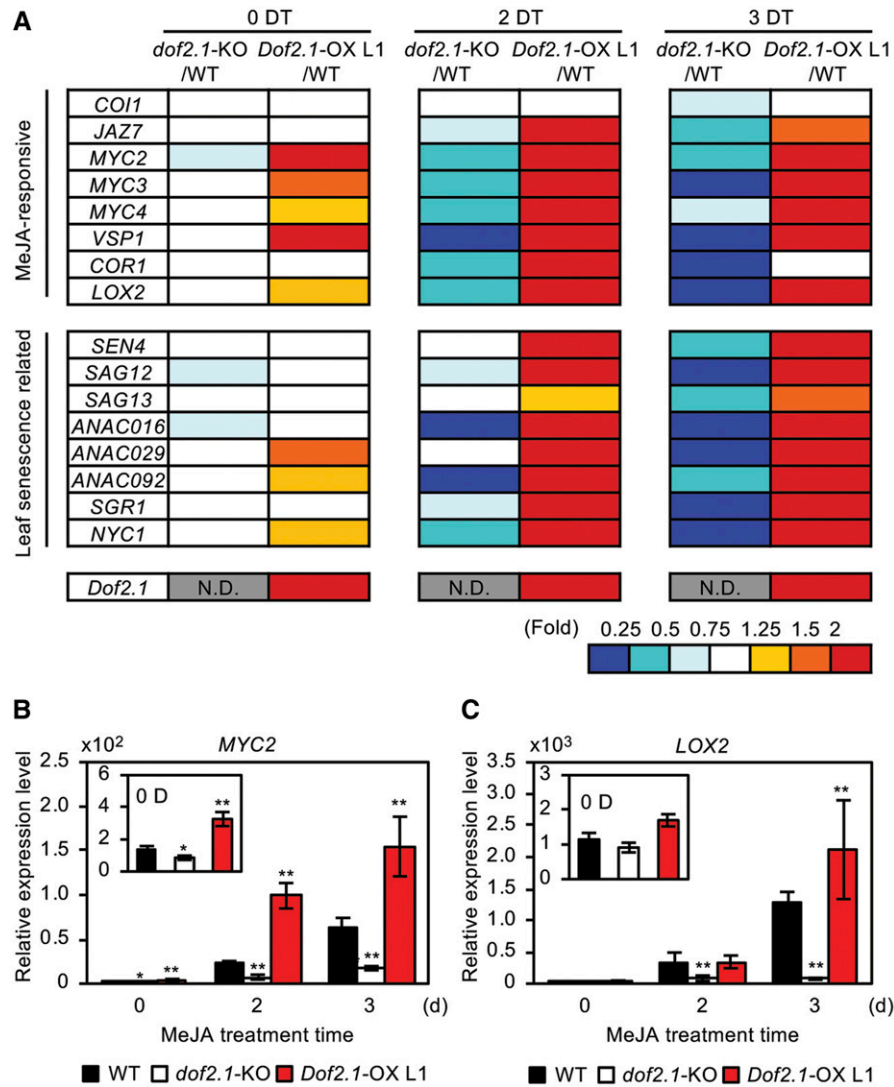 A
0 DT 2 DT 3 DT
dof2.1-KO Dof2.1-OX L1 dof2.1-KO Dof2.1-OX L1 dof2.1-KO Dof2.1-OX L1
/WT /WT /WT /WT /WT /WT
MeJA-responsive
COI1
JAZ7
MYC2
MYC3
MYC4
VSP1
COR1
LOX2
Leaf senescence related
SEN4
SAG12
SAG13
ANAC016
ANAC029
ANAC092
SGR1
NYC1
Dof2.1 N.D. N.D. N.D.
(Fold) 0.25 0.5 0.75 1.25 1.5 2
B
x102 MYC2
Relative expression level
2.5
2.0
1.5
1.0
0.5
0
6
4
2
0
0 D
* **
* **
** **
** **
0 2 3 (d)
MeJA treatment time
WT dof2.1-KO Dof2.1-OX L1
C
x103 LOX2
Relative expression level
3.5
3.0
2.5
2.0
1.5
1.0
0.5
0
3
2
1
0
0 D
**
** **
0 2 3 (d)
MeJA treatment time
WT dof2.1-KO Dof2.1-OX L1